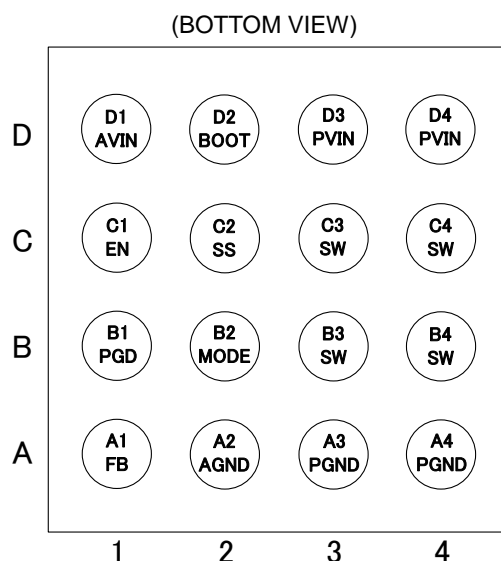 (BOTTOM VIEW)
D
D1 D2 D3 D4
AVIN BOOT PVIN PVIN
C
C1 C2 C3 C4
EN SS SW SW
B
B1 B2 B3 B4
PGD MODE SW SW
A
A1 A2 A3 A4
FB AGND PGND PGND
1 2 3 4